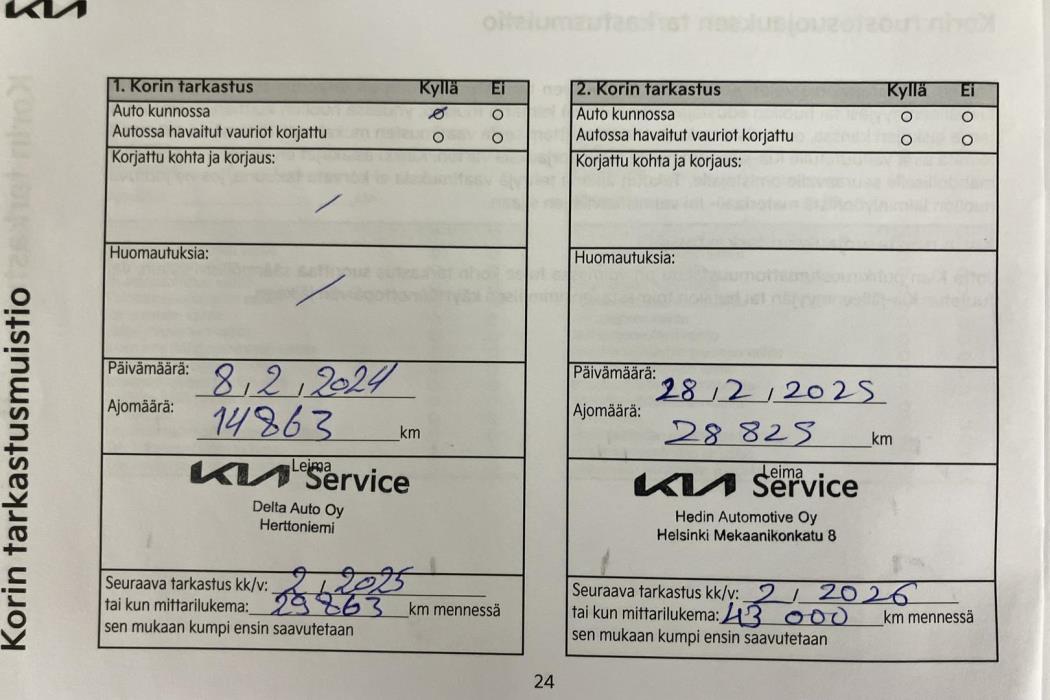 KIA
Korin tarkastusmuistio
1. Korin tarkastus Kyllä Ei
Auto kunnossa
Autossa havaitut vauriot korjattu
Korjattu kohta ja korjaus:
/
Huomautuksia:
/
Päivämäärä: 8, 2, 2024
Ajomäärä:
14863 km
Leima
KIA Service
Delta Auto Oy
Herttoniemi
Seuraava tarkastus kk/v: 2, 2025
tai kun mittarilukema: 29863 km mennessä
sen mukaan kumpi ensin saavutetaan
2. Korin tarkastus Kyllä Ei
Auto kunnossa
Autossa havaitut vauriot korjattu
Korjattu kohta ja korjaus:
Huomautuksia:
Päivämäärä: 28, 2, 2025
Ajomäärä:
28 825 km
Leima
KIA Service
Hedin Automotive Oy
Helsinki Mekaanikonkatu 8
Seuraava tarkastus kk/v: 2, 2026
tai kun mittarilukema: 43 000 km mennessä
sen mukaan kumpi ensin saavutetaan
24